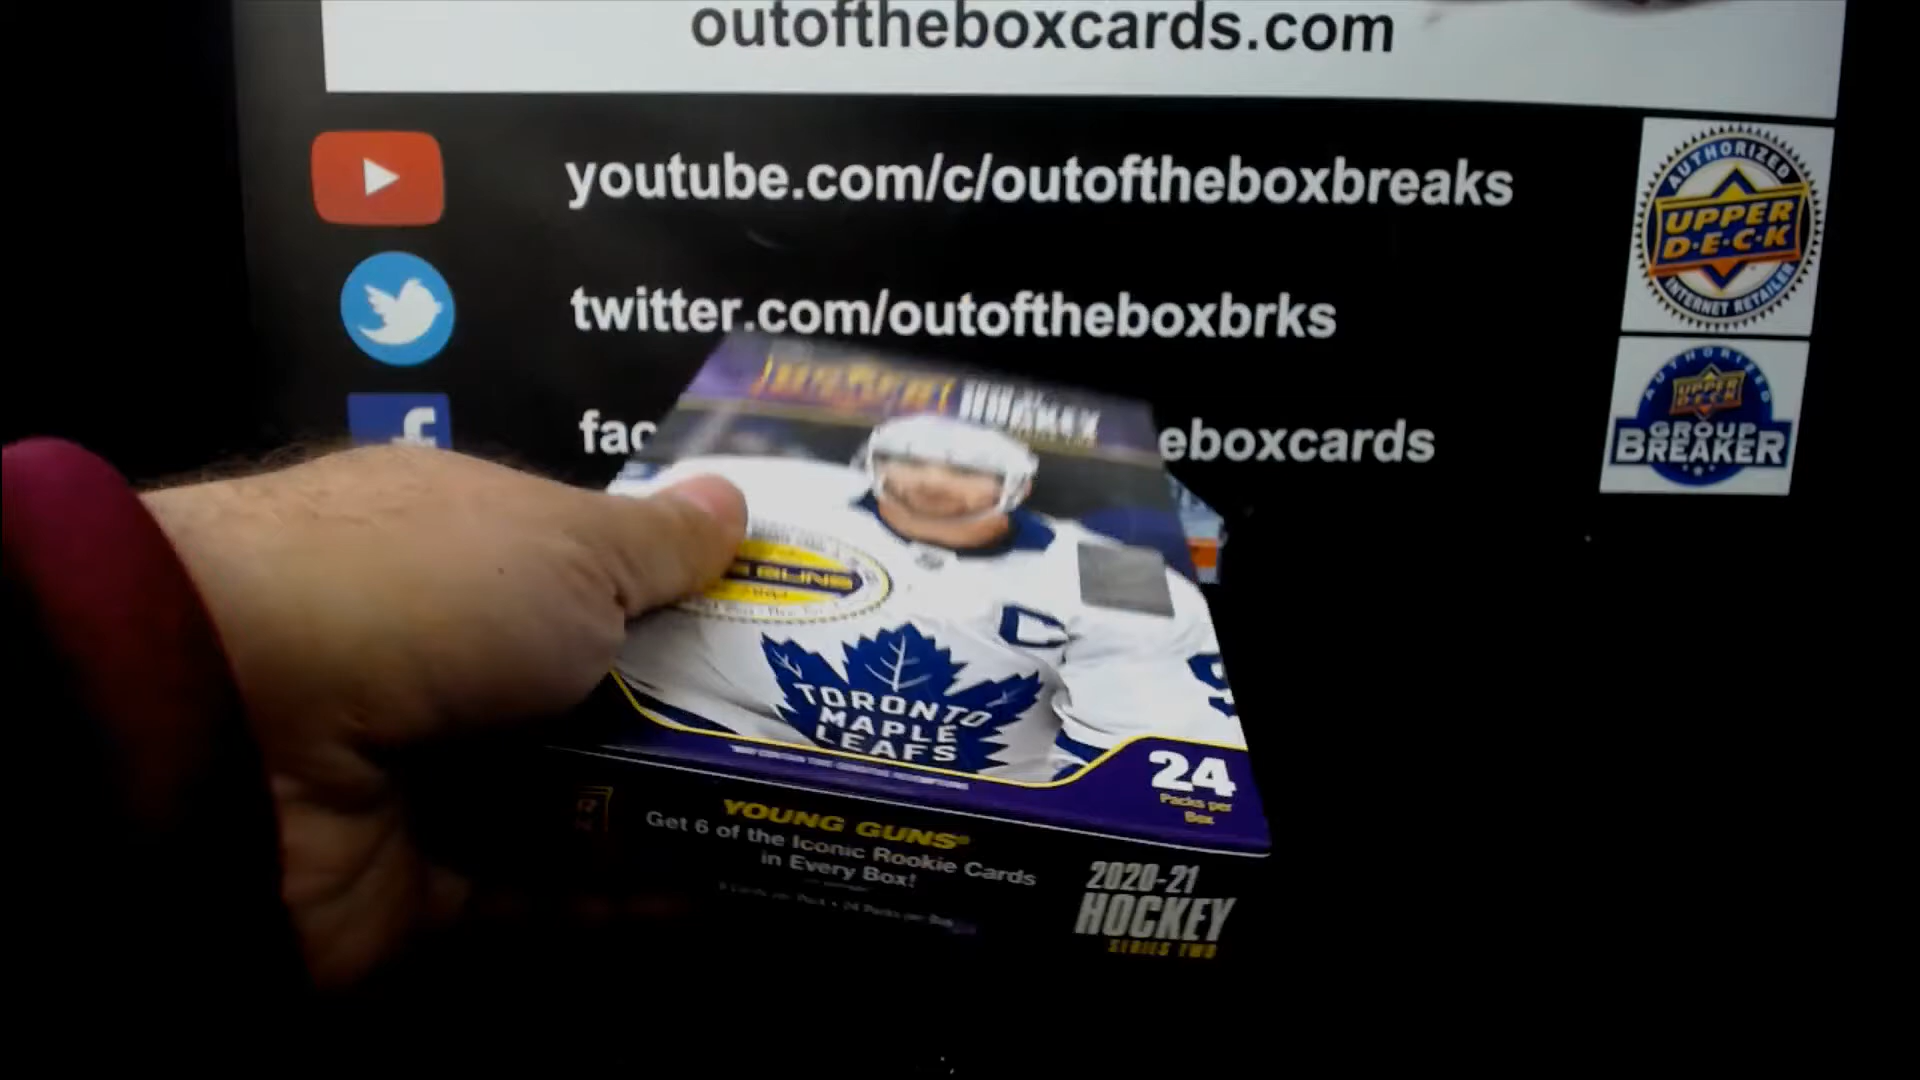 outoftheboxcards.com
youtube.com/c/outoftheboxbreaks
AUTHORIZED
UPPER
D·E·C·K
INTERNET RETAILER
twitter.com/outoftheboxbrks
HOCKEY
fac
eboxcards
AUTHORIZED
UPPER
DECK
GROUP
BREAKER
GUNS
C
TORONTO
MAPLE
LEAFS
24
Packs per
Box
YOUNG GUNS®
Get 6 of the Iconic Rookie Cards
in Every Box!
2020-21
HOCKEY
SERIES TWO